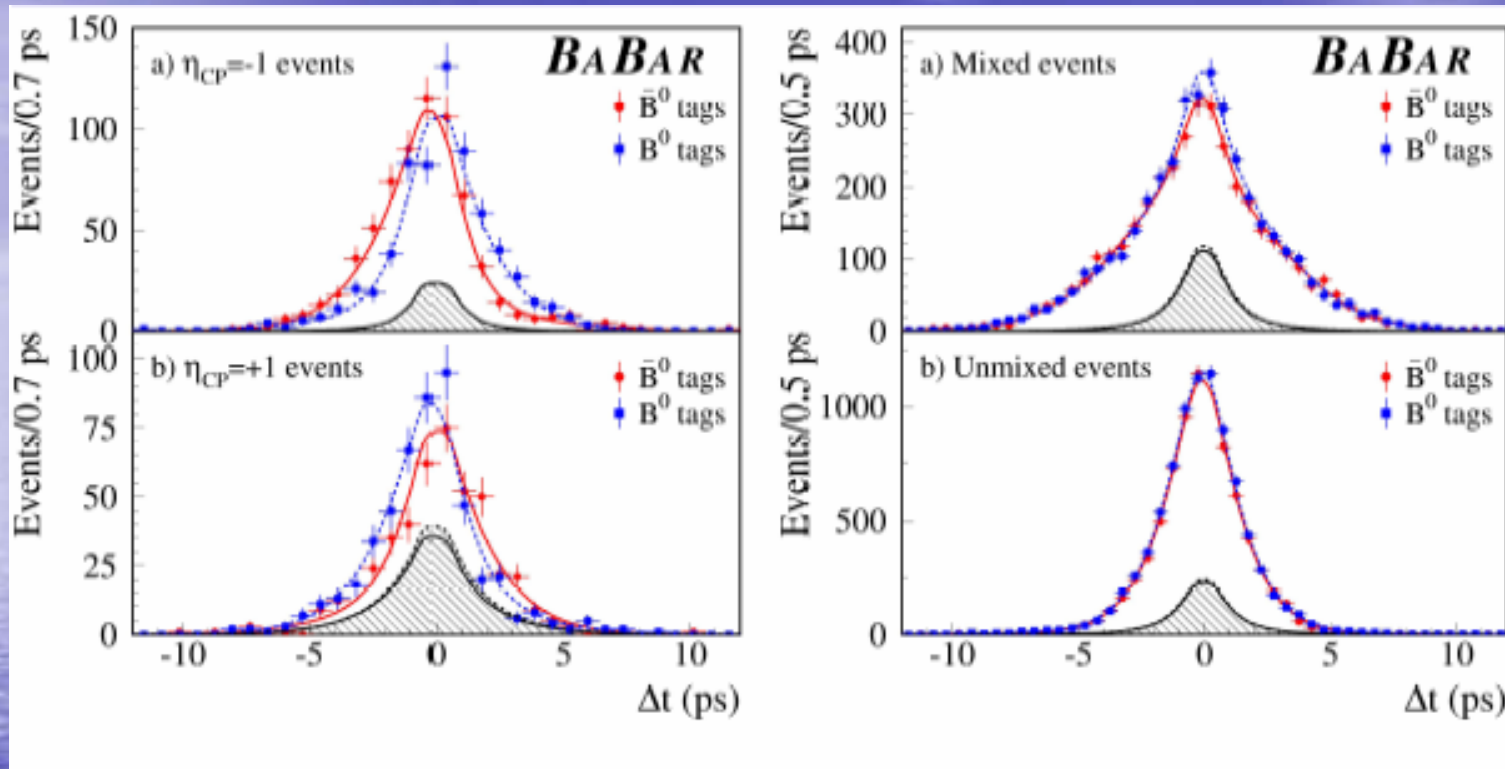 150
100
50
0
Events/0.7 ps
a) ηCP=-1 events
BABAR
B̄⁰ tags
B⁰ tags
100
75
50
25
0
Events/0.7 ps
b) ηCP=+1 events
B̄⁰ tags
B⁰ tags
-10 -5 0 5 10
Δt (ps)
400
300
200
100
0
Events/0.5 ps
a) Mixed events
BABAR
B̄⁰ tags
B⁰ tags
1000
500
0
Events/0.5 ps
b) Unmixed events
B̄⁰ tags
B⁰ tags
-10 -5 0 5 10
Δt (ps)